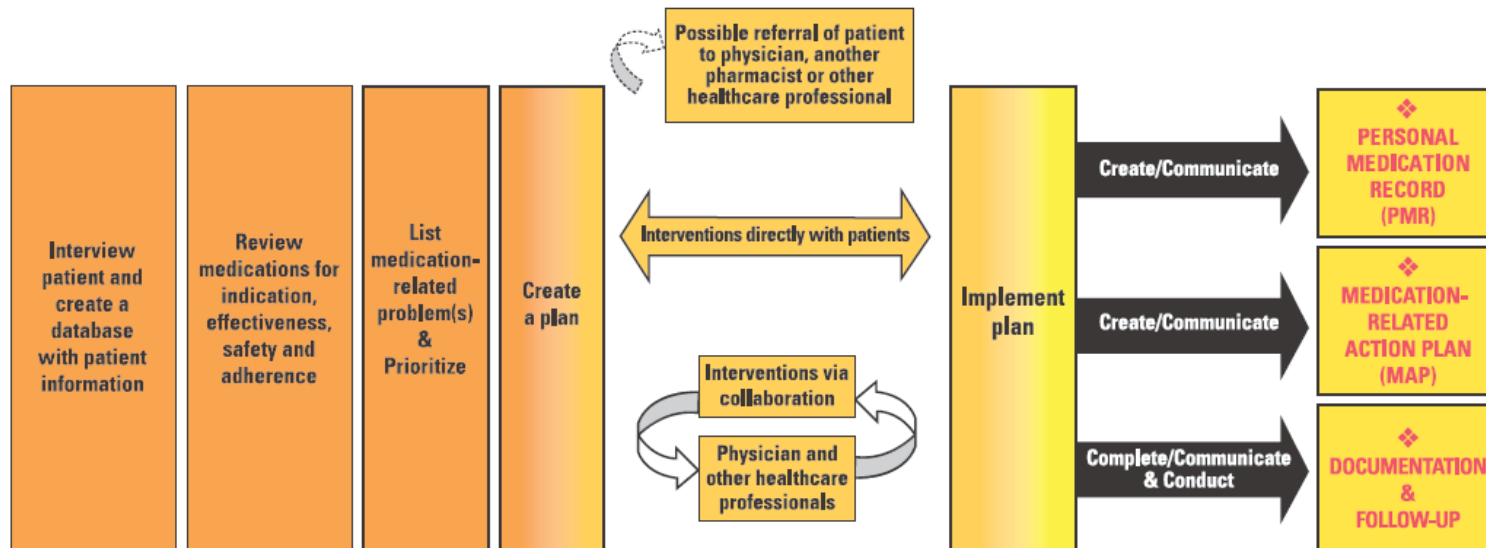 Interview
patient and
create a
database
with patient
information
Review
medications for
indication,
effectiveness,
safety and
adherence
List
medication-
related
problem(s)
&
Prioritize
Create
a plan
Possible referral of patient
to physician, another
pharmacist or other
healthcare professional
Interventions directly with patients
Interventions via
collaboration
Physician and
other healthcare
professionals
Implement
plan
Create/Communicate
❖
PERSONAL
MEDICATION
RECORD
(PMR)
Create/Communicate
❖
MEDICATION-
RELATED
ACTION PLAN
(MAP)
Complete/Communicate
& Conduct
❖
DOCUMENTATION
&
FOLLOW-UP